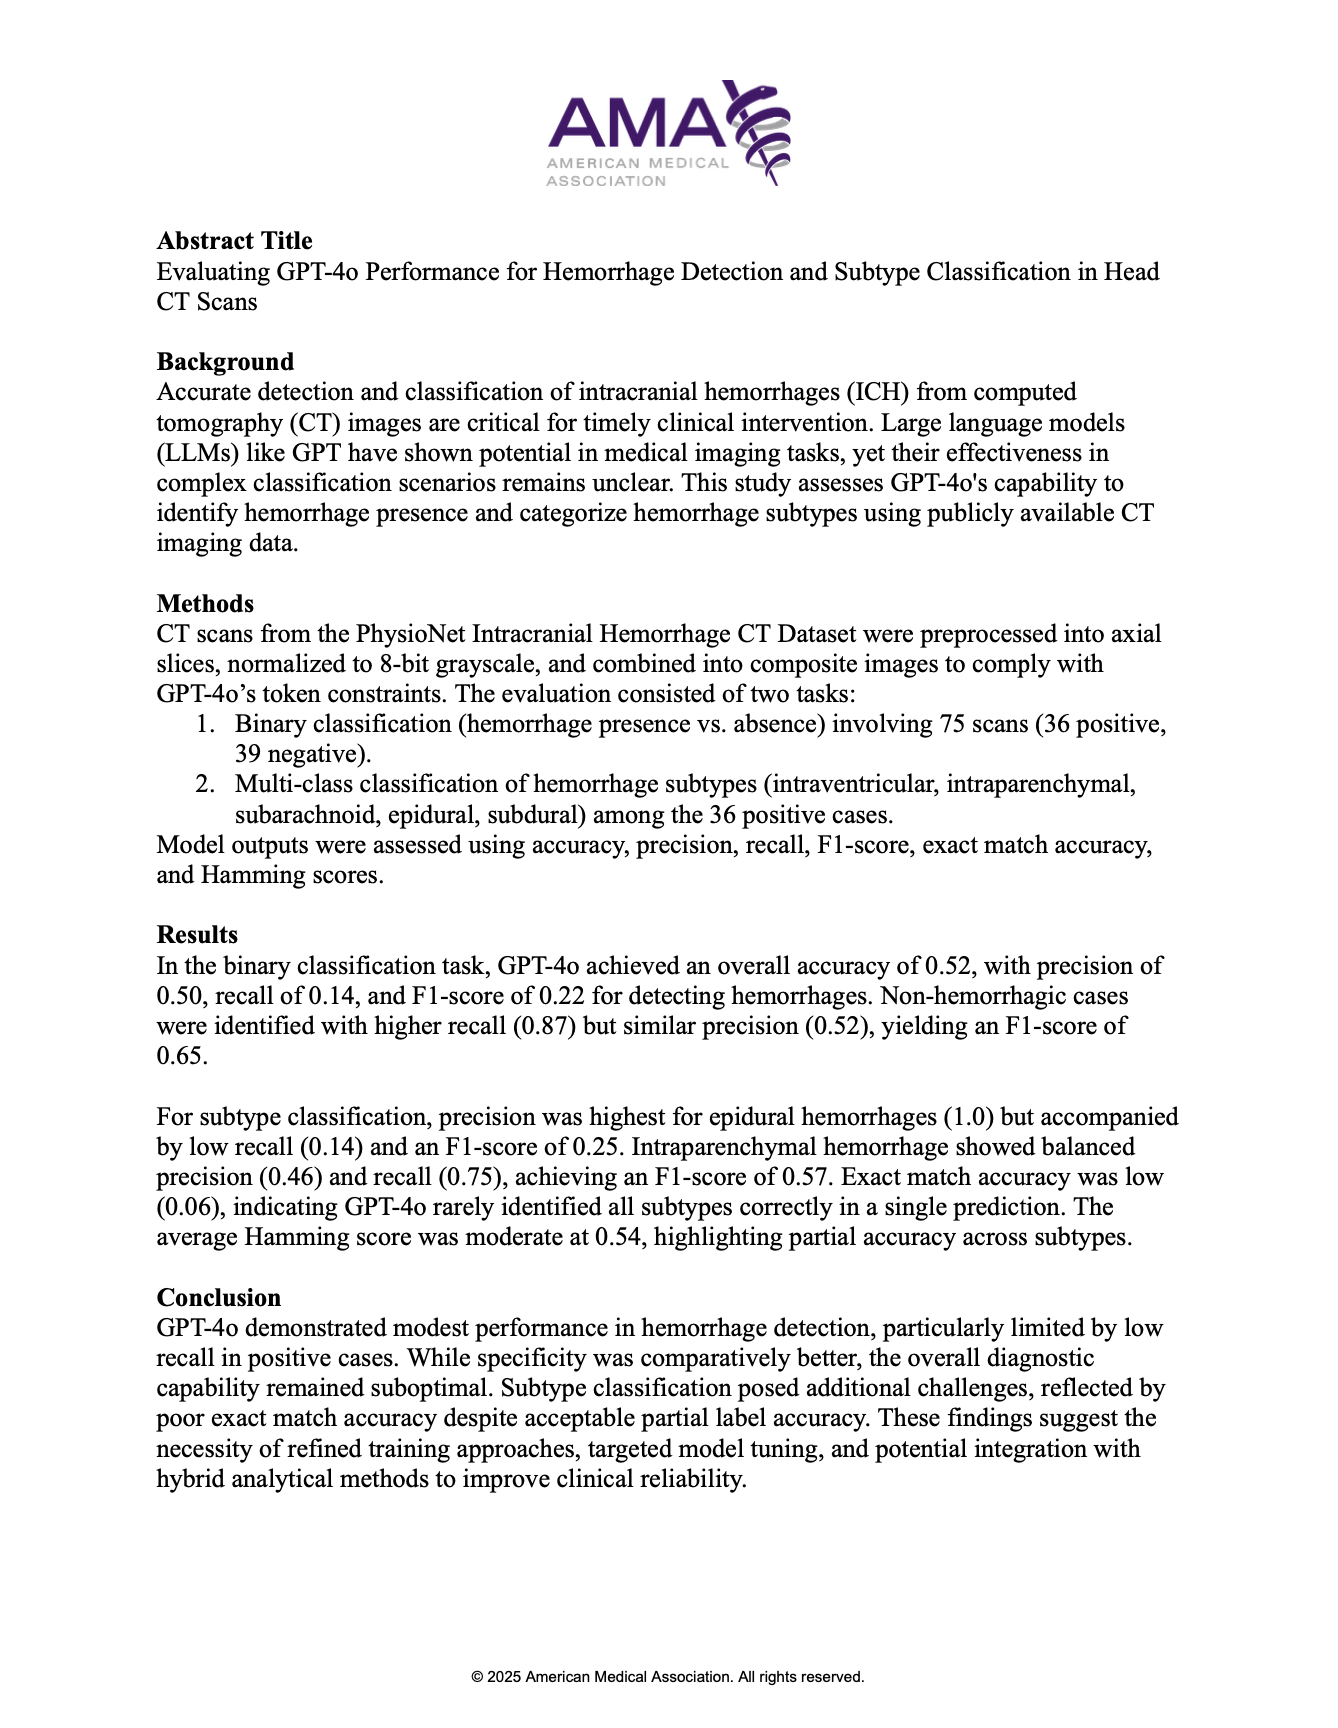 AMA
AMERICAN MEDICAL
ASSOCIATION
Abstract Title
Evaluating GPT-4o Performance for Hemorrhage Detection and Subtype Classification in Head
CT Scans
Background
Accurate detection and classification of intracranial hemorrhages (ICH) from computed
tomography (CT) images are critical for timely clinical intervention. Large language models
(LLMs) like GPT have shown potential in medical imaging tasks, yet their effectiveness in
complex classification scenarios remains unclear. This study assesses GPT-4o's capability to
identify hemorrhage presence and categorize hemorrhage subtypes using publicly available CT
imaging data.
Methods
CT scans from the PhysioNet Intracranial Hemorrhage CT Dataset were preprocessed into axial
slices, normalized to 8-bit grayscale, and combined into composite images to comply with
GPT-4o’s token constraints. The evaluation consisted of two tasks:
1. Binary classification (hemorrhage presence vs. absence) involving 75 scans (36 positive,
39 negative).
2. Multi-class classification of hemorrhage subtypes (intraventricular, intraparenchymal,
subarachnoid, epidural, subdural) among the 36 positive cases.
Model outputs were assessed using accuracy, precision, recall, F1-score, exact match accuracy,
and Hamming scores.
Results
In the binary classification task, GPT-4o achieved an overall accuracy of 0.52, with precision of
0.50, recall of 0.14, and F1-score of 0.22 for detecting hemorrhages. Non-hemorrhagic cases
were identified with higher recall (0.87) but similar precision (0.52), yielding an F1-score of
0.65.
For subtype classification, precision was highest for epidural hemorrhages (1.0) but accompanied
by low recall (0.14) and an F1-score of 0.25. Intraparenchymal hemorrhage showed balanced
precision (0.46) and recall (0.75), achieving an F1-score of 0.57. Exact match accuracy was low
(0.06), indicating GPT-4o rarely identified all subtypes correctly in a single prediction. The
average Hamming score was moderate at 0.54, highlighting partial accuracy across subtypes.
Conclusion
GPT-4o demonstrated modest performance in hemorrhage detection, particularly limited by low
recall in positive cases. While specificity was comparatively better, the overall diagnostic
capability remained suboptimal. Subtype classification posed additional challenges, reflected by
poor exact match accuracy despite acceptable partial label accuracy. These findings suggest the
necessity of refined training approaches, targeted model tuning, and potential integration with
hybrid analytical methods to improve clinical reliability.
© 2025 American Medical Association. All rights reserved.